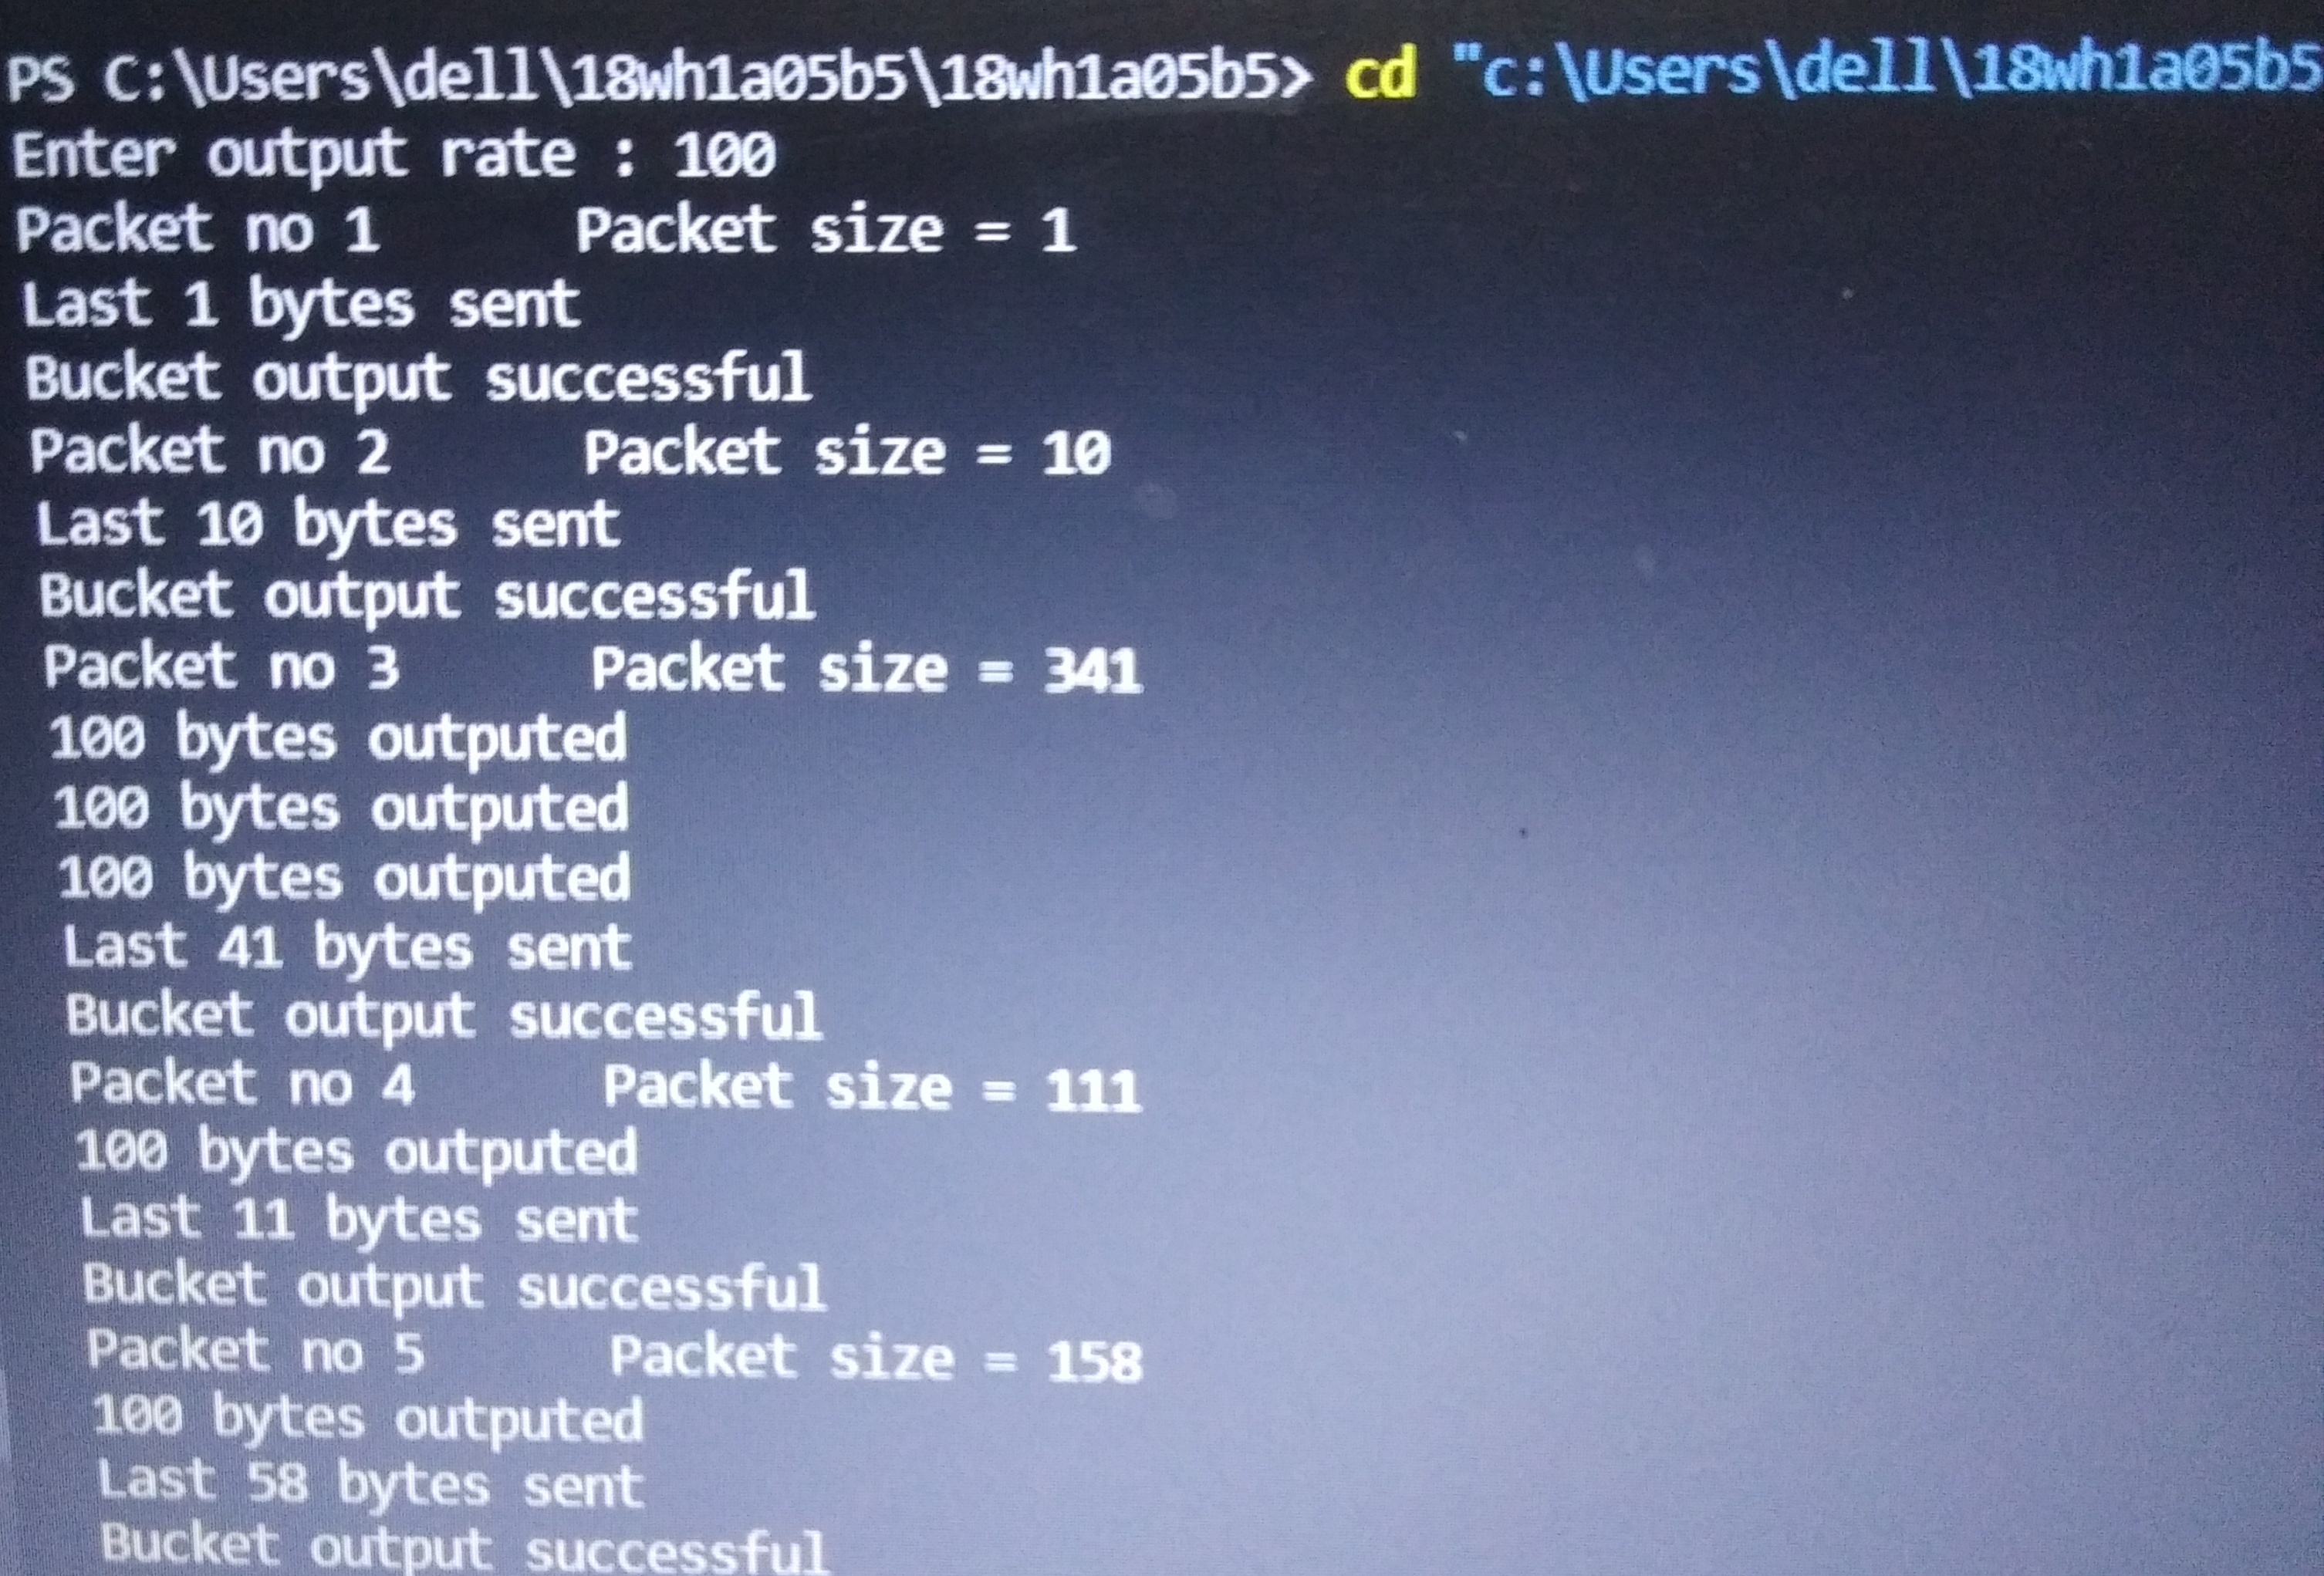 PS C:\Users\dell\18wh1a05b5\18wh1a05b5> cd "c:\Users\dell\18wh1a05b5
Enter output rate : 100
Packet no 1 Packet size = 1
Last 1 bytes sent
Bucket output successful
Packet no 2 Packet size = 10
Last 10 bytes sent
Bucket output successful
Packet no 3 Packet size = 341
100 bytes outputed
100 bytes outputed
100 bytes outputed
Last 41 bytes sent
Bucket output successful
Packet no 4 Packet size = 111
100 bytes outputed
Last 11 bytes sent
Bucket output successful
Packet no 5 Packet size = 158
100 bytes outputed
Last 58 bytes sent
Bucket output successful